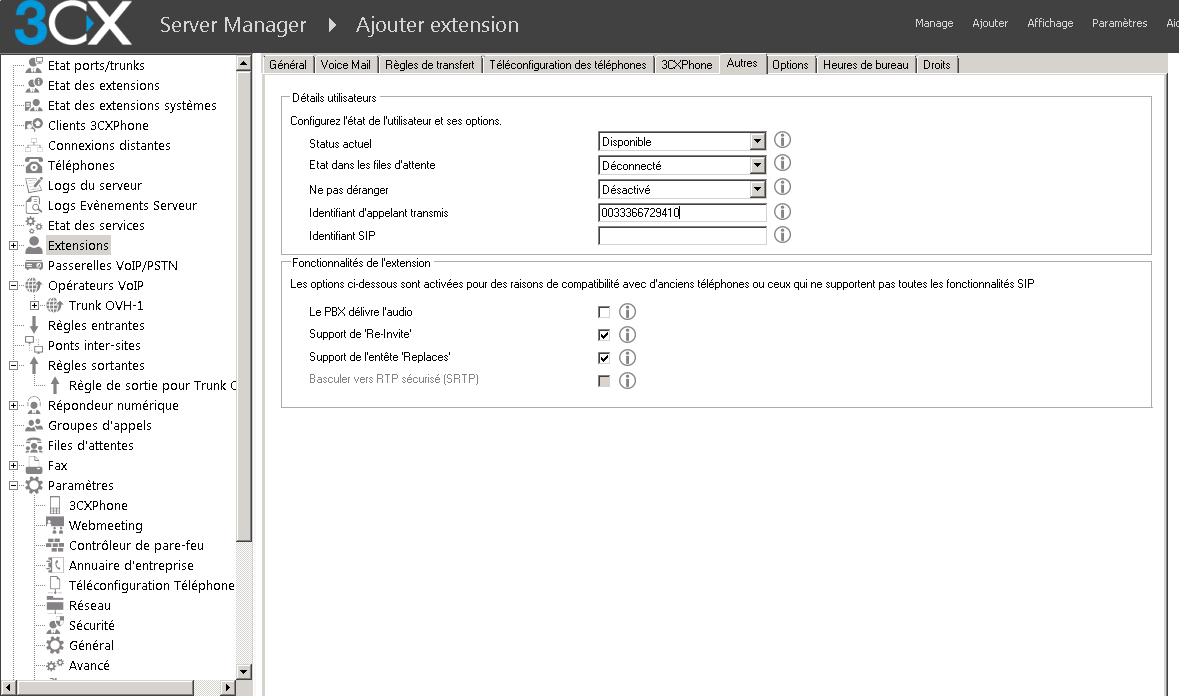 3CX Server Manager Ajouter extension Manage Ajouter Affichage Paramètres
Etat ports/trunks
Etat des extensions
Etat des extensions systèmes
Clients 3CXPhone
Connexions distantes
Téléphones
Logs du serveur
Logs Evènements Serveur
Etat des services
Extensions
Passerelles VoIP/PSTN
Opérateurs VoIP
Trunk OVH-1
Règles entrantes
Ponts inter-sites
Règles sortantes
Règle de sortie pour Trunk
Répondeur numérique
Groupes d'appels
Files d'attentes
Fax
Paramètres
3CXPhone
Webmeeting
Contrôleur de pare-feu
Annuaire d'entreprise
Téléconfiguration Téléphone
Réseau
Sécurité
Général
Avancé
Général Voice Mail Règles de transfert Téléconfiguration des téléphones 3CXPhone Autres Options Heures de bureau Droits
Détails utilisateurs
Configurez l'état de l'utilisateur et ses options.
Status actuel Disponible
Etat dans les files d'attente Déconnecté
Ne pas déranger Désactivé
Identifiant d'appelant transmis 0033366729410
Identifiant SIP
Fonctionnalités de l'extension
Les options ci-dessous sont activées pour des raisons de compatibilité avec d'anciens téléphones ou ceux qui ne supportent pas toutes les fonctionnalités SIP
Le PBX délivre l'audio
Support de 'Re-Invite'
Support de l'entête 'Replaces'
Basculer vers RTP sécurisé (SRTP)